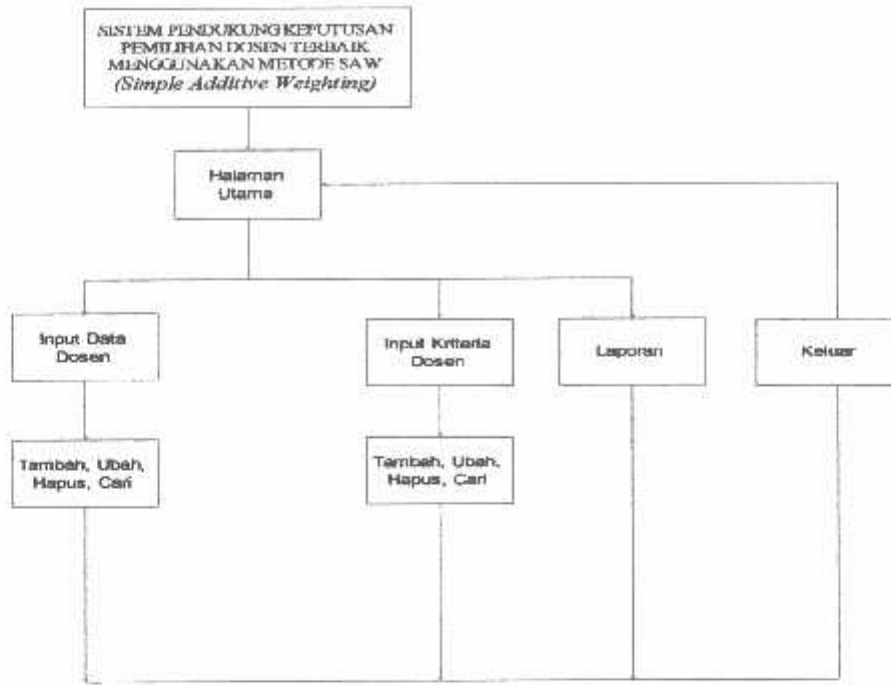 SISTEM PENDUKUNG KEPUTUSAN
PEMILIHAN DOSEN TERBAIK
MENGGUNAKAN METODE SAW
(Simple Additive Weighting)
Halaman
Utama
Input Data
Dosen
Input Kriteria
Dosen
Laporan
Keluar
Tambah, Ubah,
Hapus, Cari
Tambah, Ubah,
Hapus, Cari